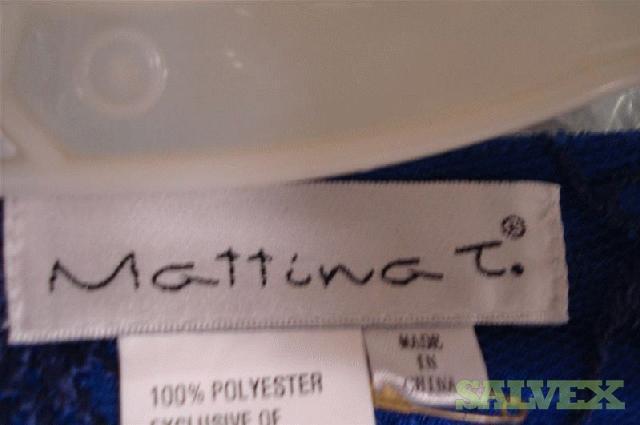 Mattina T.®
100% POLYESTER
EXCLUSIVE OF
MADE
IN
CHINA
SALVEX